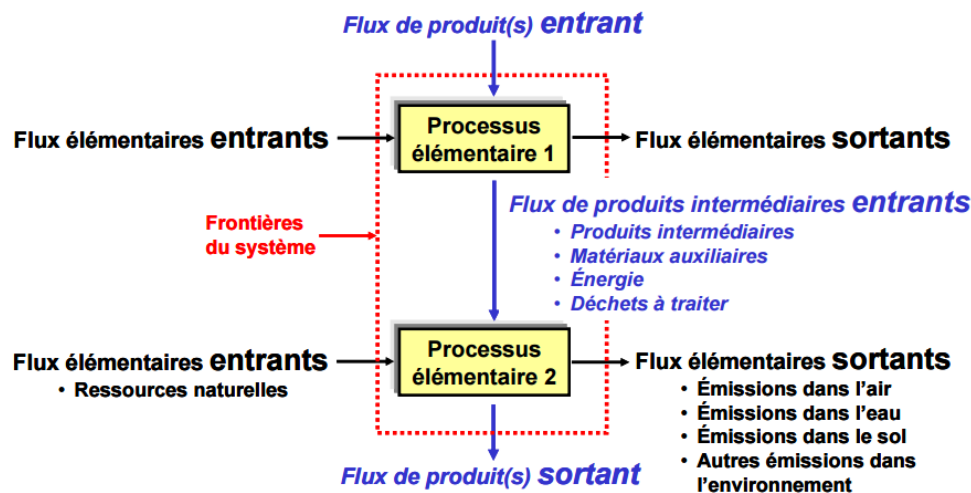 Flux de produit(s) entrant
Flux élémentaires entrants
Processus
élémentaire 1
Flux élémentaires sortants
Flux de produits intermédiaires entrants
• Produits intermédiaires
• Matériaux auxiliaires
• Énergie
• Déchets à traiter
Frontières
du système
Flux élémentaires entrants
• Ressources naturelles
Processus
élémentaire 2
Flux élémentaires sortants
• Émissions dans l'air
• Émissions dans l'eau
• Émissions dans le sol
• Autres émissions dans
l'environnement
Flux de produit(s) sortant